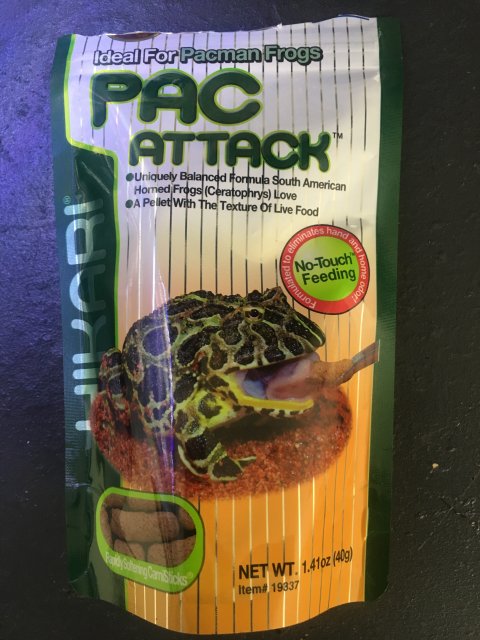 Ideal For Pacman Frogs
PAC
ATTACK™
●Uniquely Balanced Formula South American
Horned Frogs (Ceratophrys) Love
●A Pellet With The Texture Of Live Food
HIKARI®
Formulated to eliminates hand and home odor!
No-Touch
Feeding
Rapidly Softening CarniSticks®
NET WT. 1.41oz (40g)
Item# 19337